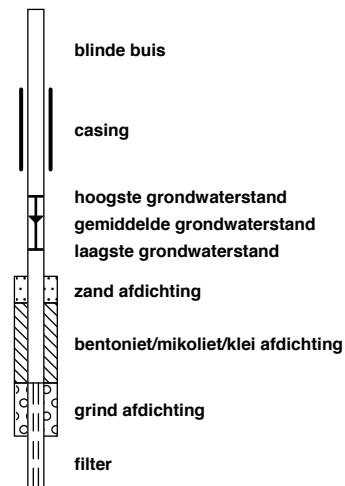 blinde buis
casing
hoogste grondwaterstand
gemiddelde grondwaterstand
laagste grondwaterstand
zand afdichting
bentoniet/mikoliet/klei afdichting
grind afdichting
filter